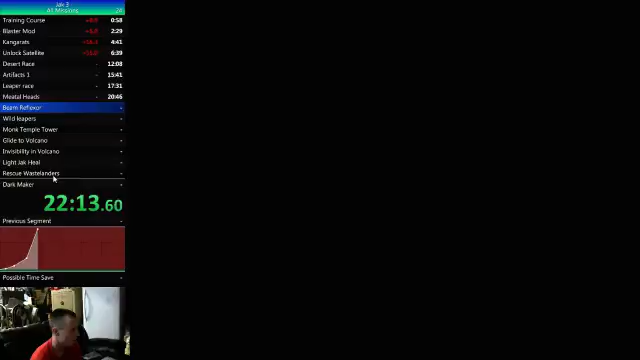 Jak 3
All Missions
24
Training Course 0:58
Blaster Mod 2:29
Kangarats 4:41
Unlock Satellite 6:39
Desert Race - 12:08
Artifacts 1 - 15:41
Leaper race - 17:31
Meatal Heads - 20:46
Beam Reflexor -
Wild leapers -
Monk Temple Tower -
Glide to Volcano -
Invisibility in Volcano -
Light Jak Heal -
Rescue Wastelanders -
Dark Maker -
22:13.60
Previous Segment -
Possible Time Save -